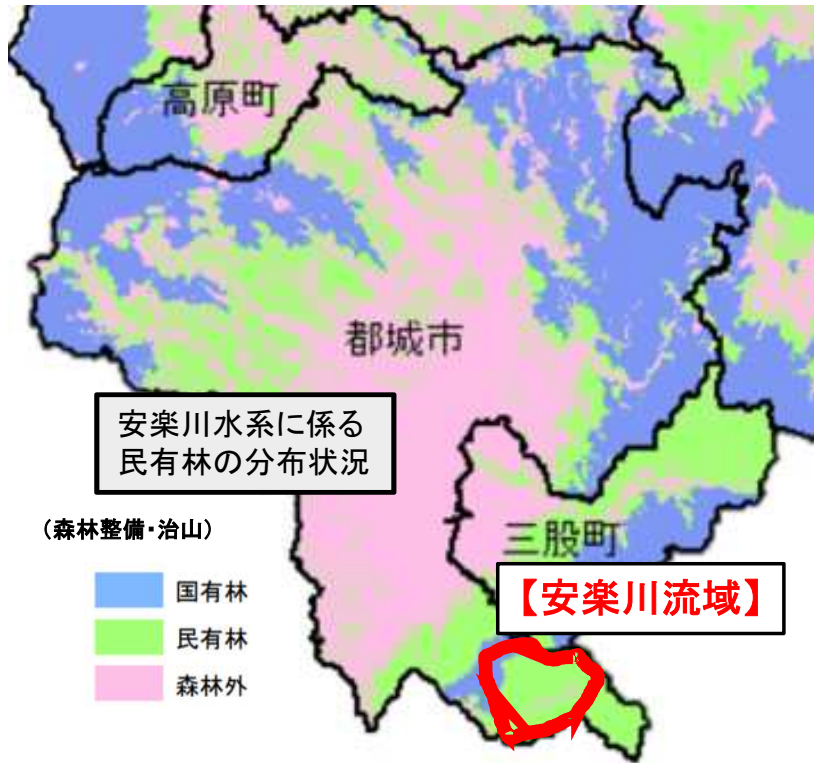 高原町
都城市
安楽川水系に係る
民有林の分布状況
(森林整備・治山)
三股町
【安楽川流域】
国有林
民有林
森林外